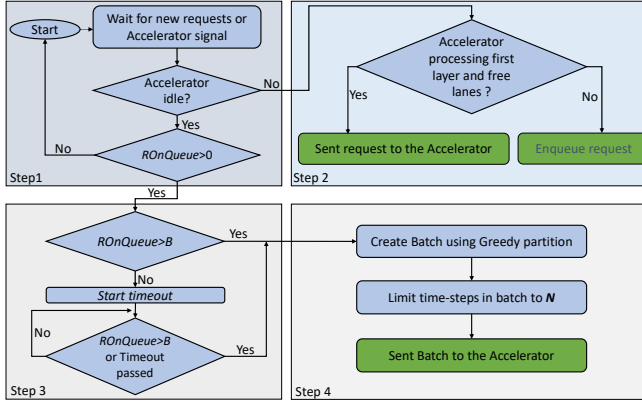 Start
Wait for new requests or
Accelerator signal
Accelerator
idle?
No
Yes
No
ROnQueue>0
Step1
Yes
Accelerator
processing first
layer and free
lanes ?
Yes
No
Sent request to the Accelerator
Enqueue request
Step 2
ROnQueue>B
Yes
No
Start timeout
No
ROnQueue>B
or Timeout
passed
Yes
Step 3
Create Batch using Greedy partition
Limit time-steps in batch to N
Sent Batch to the Accelerator
Step 4